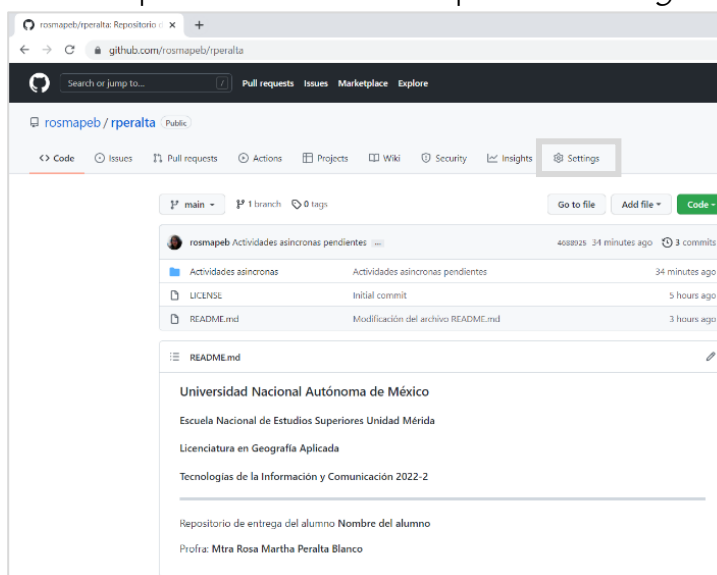 rosmapeb/rperalta: Repositorio
github.com/rosmapeb/rperalta
Search or jump to... / Pull requests Issues Marketplace Explore
rosmapeb / rperalta Public
Code Issues Pull requests Actions Projects Wiki Security Insights Settings
main 1 branch 0 tags Go to file Add file Code
rosmapeb Actividades asincronas pendientes ... 34 minutes ago 3 commits
Actividades asincronas Actividades asincronas pendientes 34 minutes ago
LICENSE Initial commit 5 hours ago
README.md Modificación del archivo README.md 3 hours ago
README.md
Universidad Nacional Autónoma de México
Escuela Nacional de Estudios Superiores Unidad Mérida
Licenciatura en Geografía Aplicada
Tecnologías de la Información y Comunicación 2022-2
Repositorio de entrega del alumno Nombre del alumno
Profra: Mtra Rosa Martha Peralta Blanco